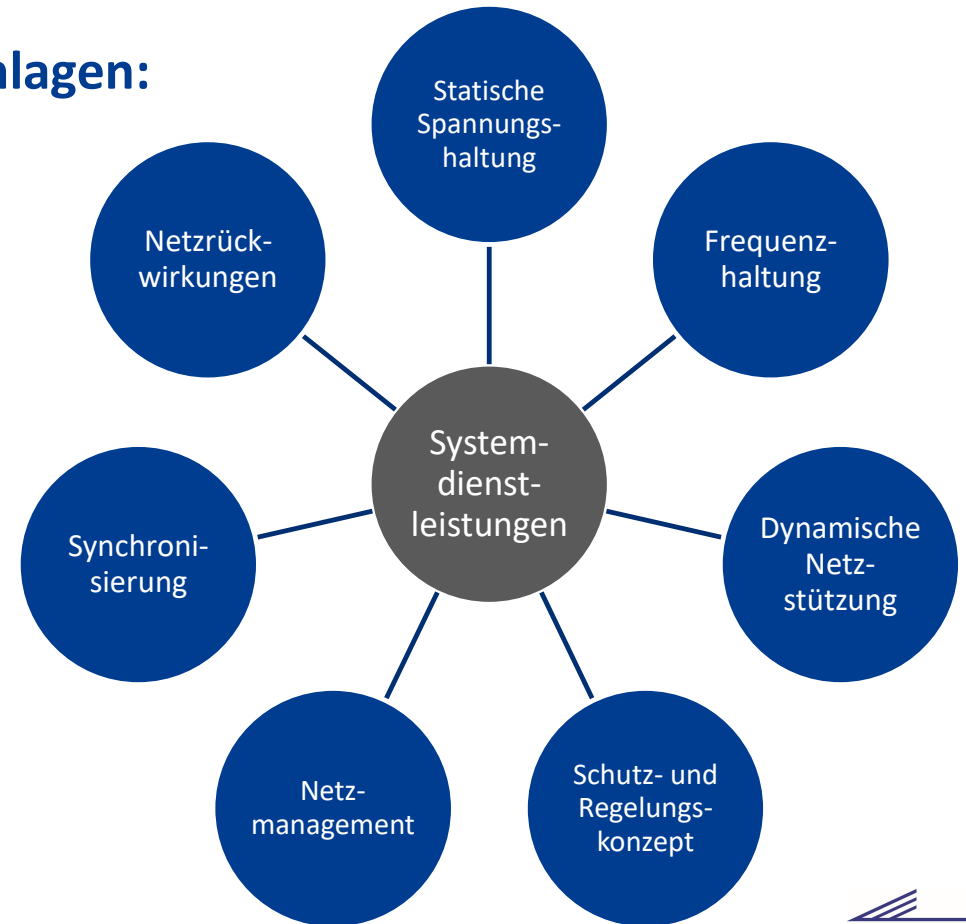 nlagen:
Statische
Spannungs-
haltung
Frequenz-
haltung
Dynamische
Netz-
stützung
Schutz- und
Regelungs-
konzept
Netz-
management
Synchroni-
sierung
Netzrück-
wirkungen
System-
dienst-
leistungen